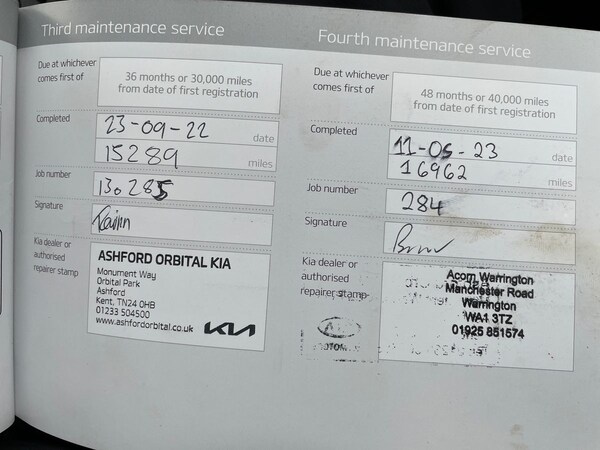 Third maintenance service
Due at whichever comes first of
36 months or 30,000 miles
from date of first registration
Completed
23-09-22 date
15289 miles
Job number
130285
Signature
Kia dealer or
authorised
repairer stamp
ASHFORD ORBITAL KIA
Monument Way
Orbital Park
Ashford
Kent, TN24 0HB
01233 504500
www.ashfordorbital.co.uk
KIA
Fourth maintenance service
Due at whichever
comes first of
48 months or 40,000 miles
from date of first registration
Completed
11-05-23 date
16962 miles
Job number
284
Signature
Kia dealer or
authorised
repairer stamp
Acorn Warrington
Manchester Road
Warrington
WA1 3TZ
01925 851574